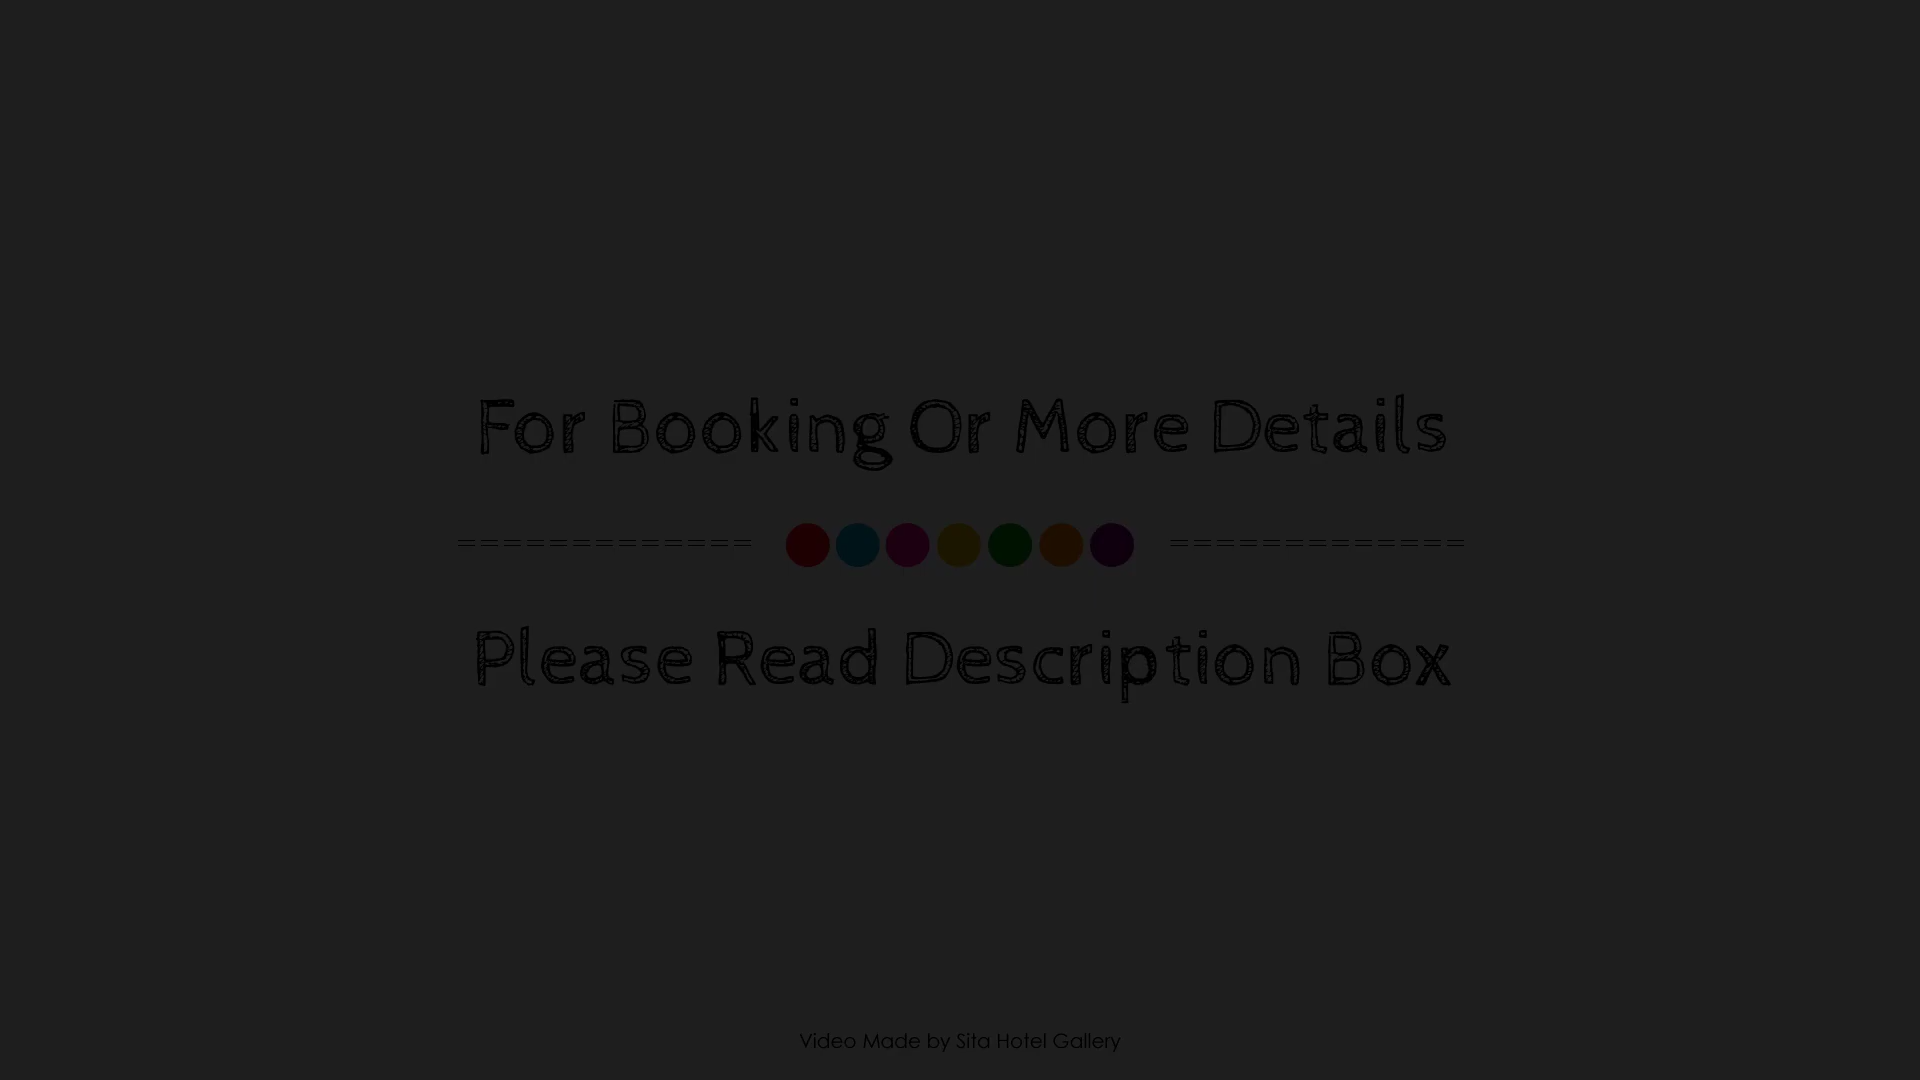 For Booking Or More Details
============= =============
Please Read Description Box
Video Made by Sita Hotel Gallery